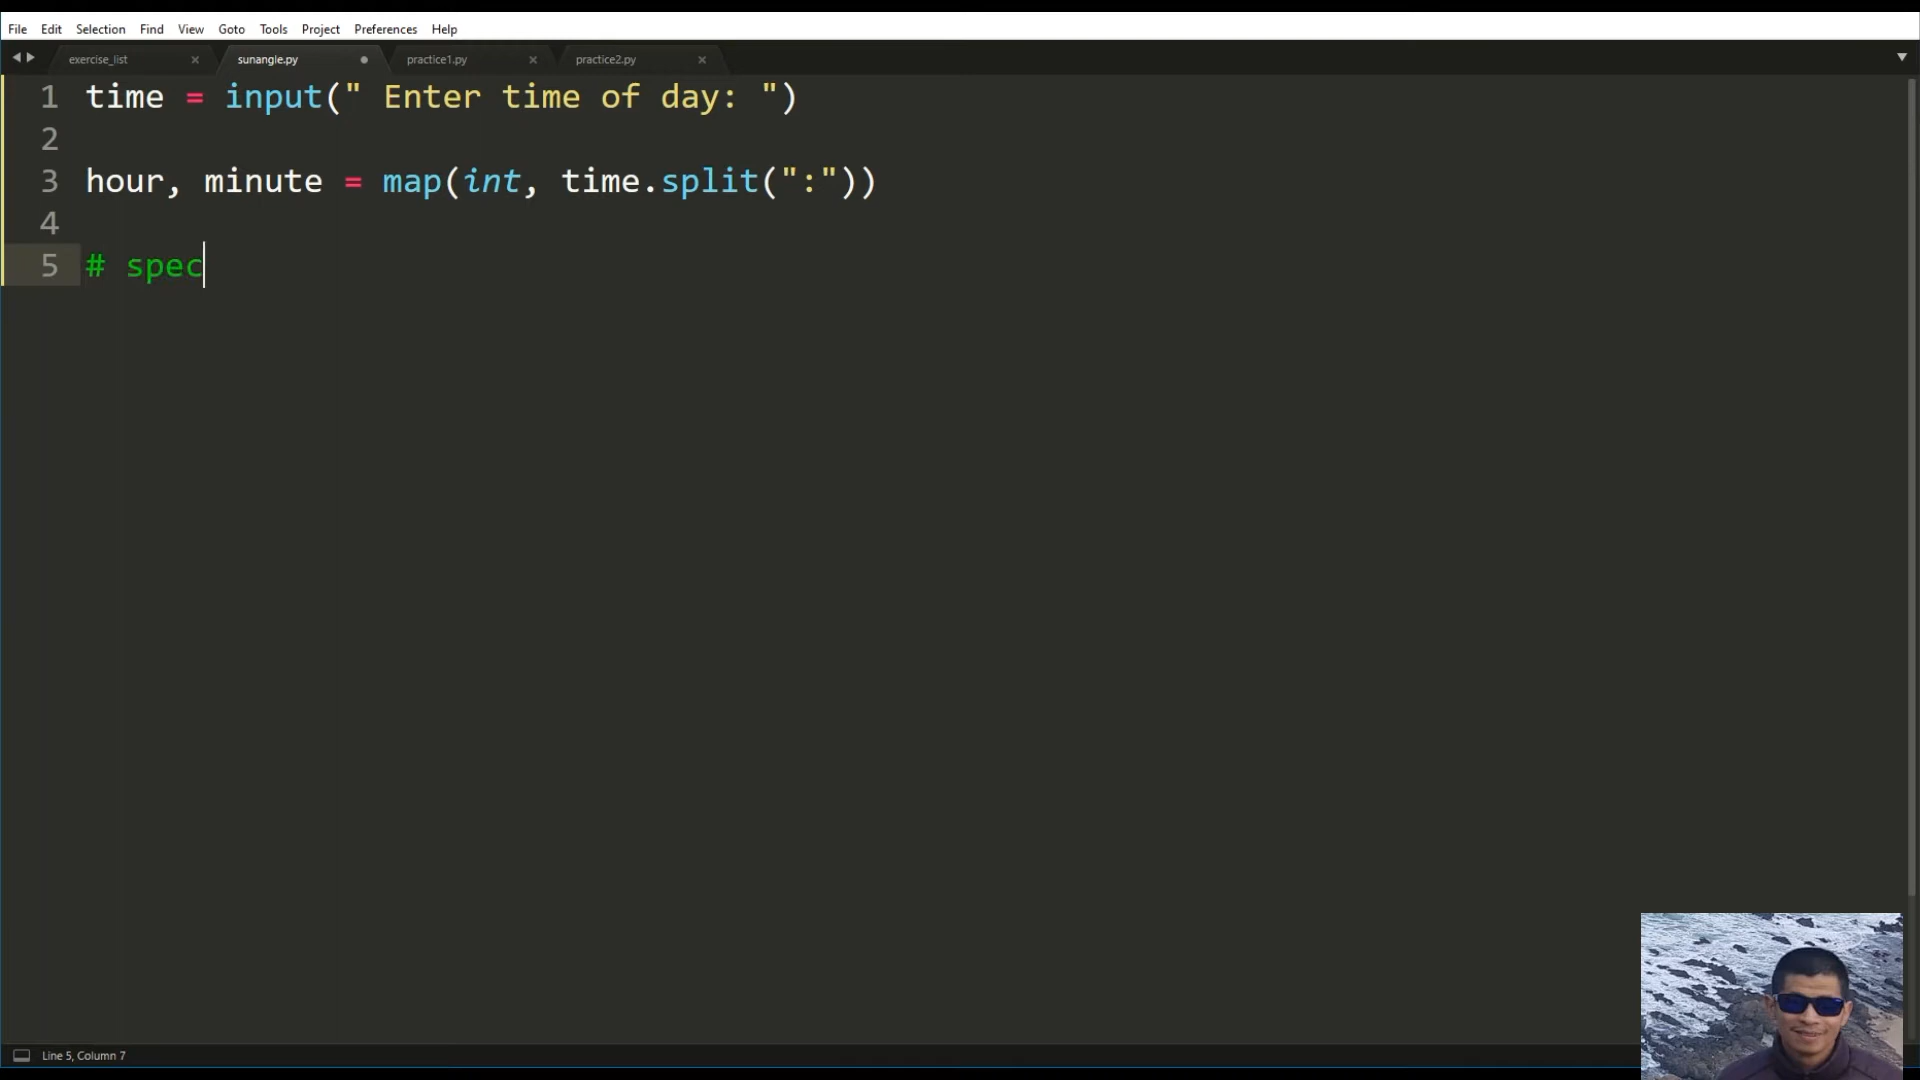 File Edit Selection Find View Goto Tools Project Preferences Help
exercise_list sunangle.py practice1.py practice2.py
1 time = input(" Enter time of day: ")
2
3 hour, minute = map(int, time.split(":"))
4
5 # spec
Line 5, Column 7